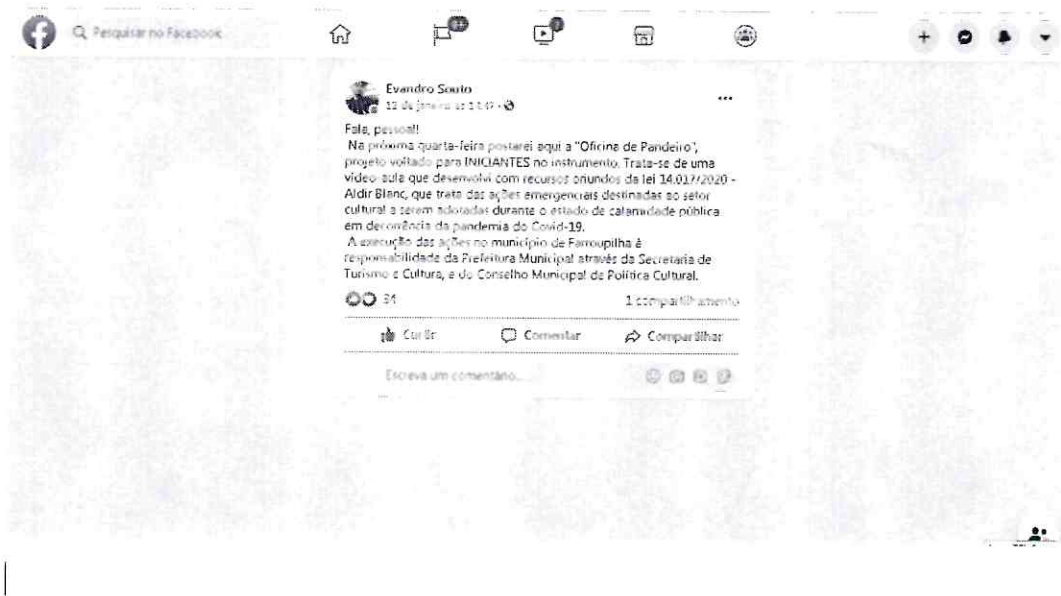 Pesquisar no Facebook
Evandro Souto
12 de janeiro às
Fala, pessoal!
Na próxima quarta-feira postarei aqui a "Oficina de Pandeiro",
projeto voltado para INICIANTES no instrumento. Trata-se de uma
vídeo-aula que desenvolvi com recursos oriundos da lei 14.017/2020 -
Aldir Blanc, que trata das ações emergenciais destinadas ao setor
cultural a serem adotadas durante o estado de calamidade pública
em decorrência da pandemia do Covid-19.
A execução das ações no município de Farroupilha é
responsabilidade da Prefeitura Municipal através da Secretaria de
Turismo e Cultura, e do Conselho Municipal de Política Cultural.
1 compartilhamento
Curtir Comentar Compartilhar
Escreva um comentário...